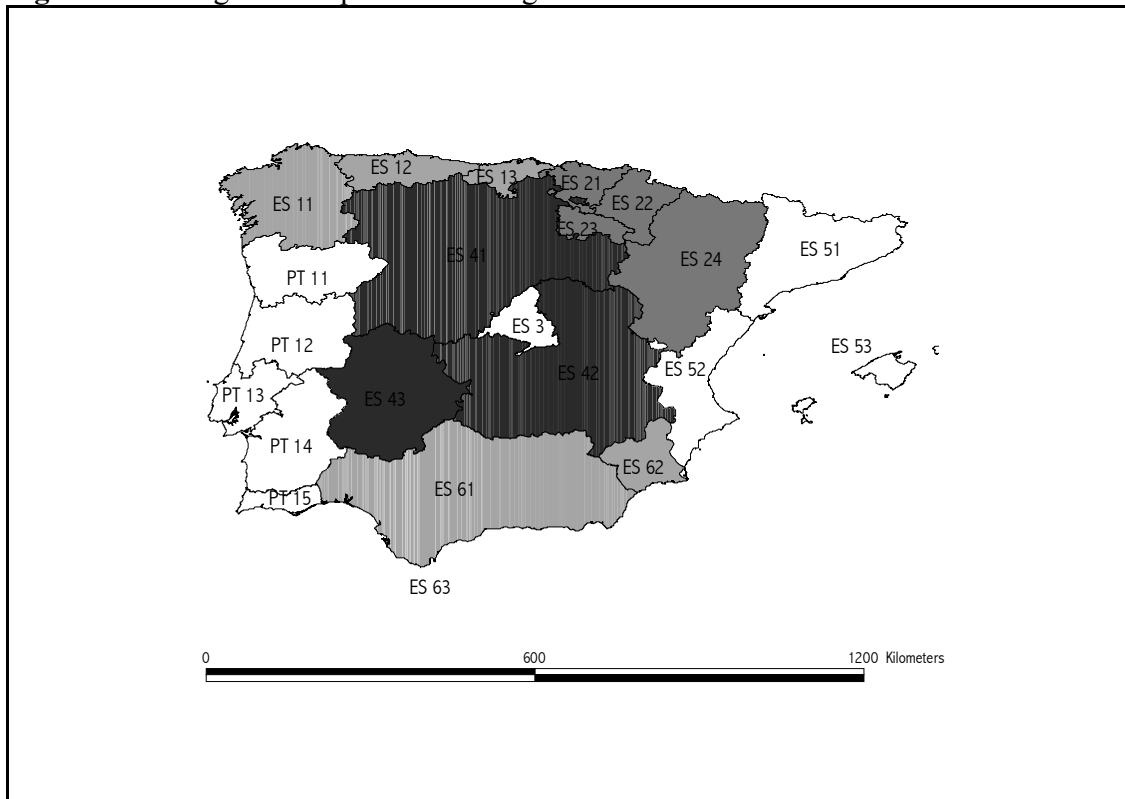 ES 12
ES 13
ES 21
ES 11
ES 22
ES 23
ES 41
ES 24
ES 51
PT 11
ES 3
PT 12
ES 53
ES 52
ES 42
PT 13
ES 43
PT 14
ES 62
ES 61
PT 15
ES 63
0 600 1200 Kilometers